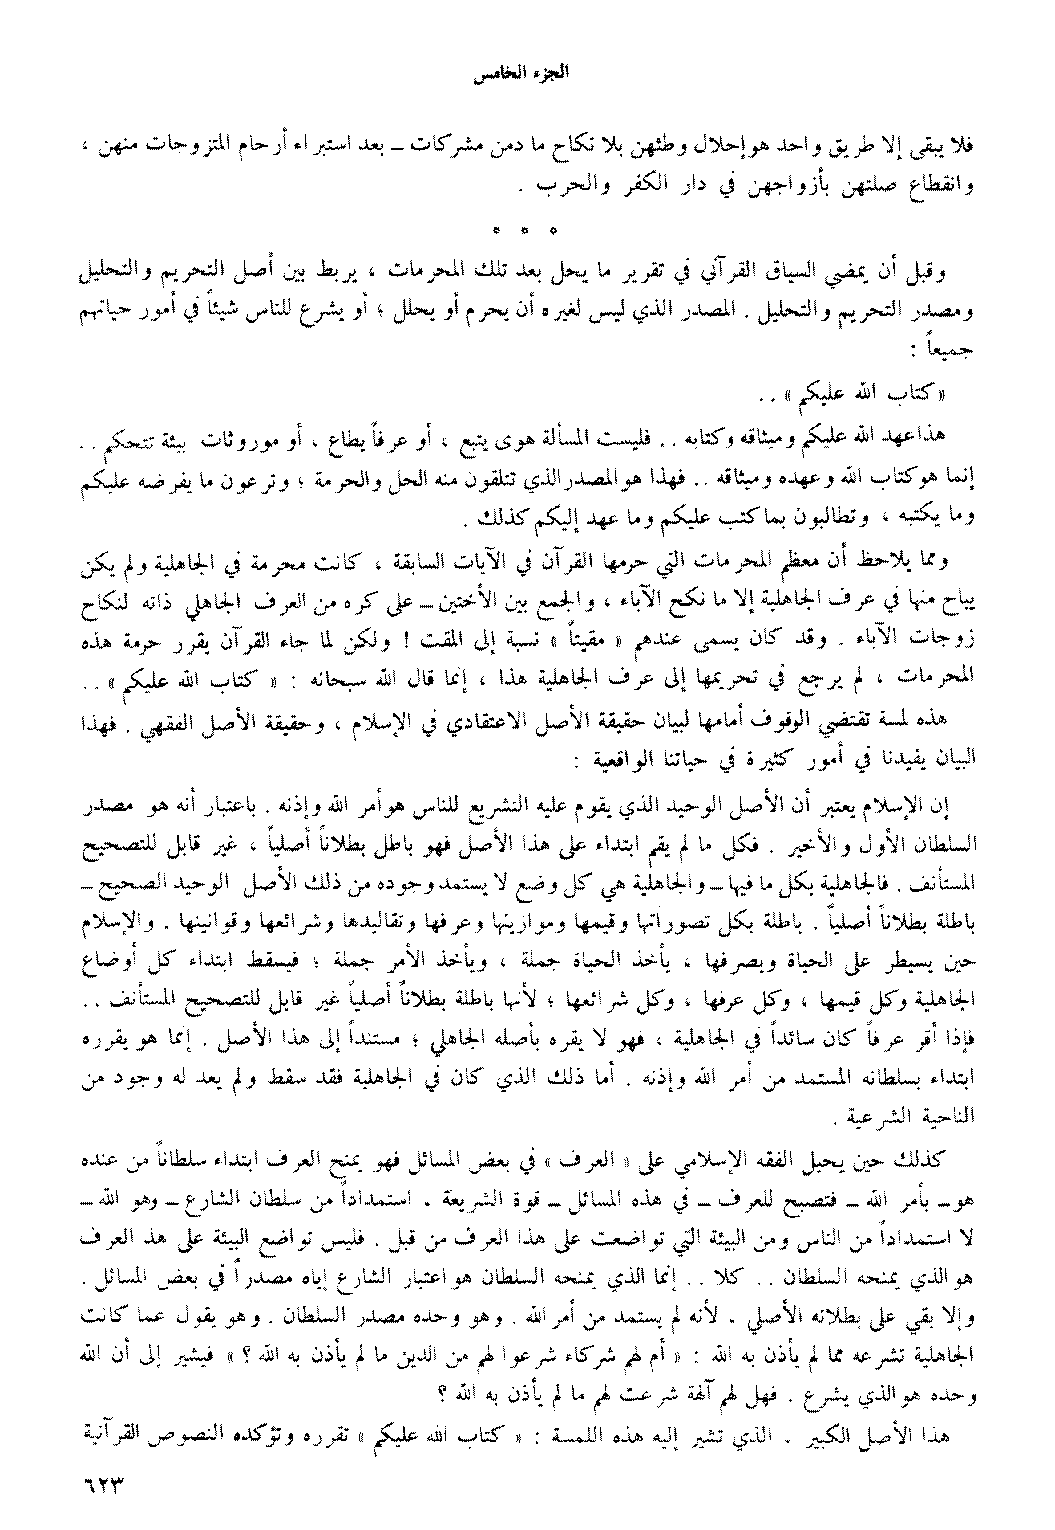 الجزء الخامس
فلا يبقى إلا طريق واحد هو إحلال وطئهن بلا نكاح ما دمن مشركات – بعد استبراء أرحام المتزوجات منهن ،
وانقطاع صلتهن بأزواجهن في دار الكفر والحرب .
* * *
وقبل أن يمضي السياق القرآني في تقرير ما يحل بعد تلك المحرمات ، يربط بين أصل التحريم والتحليل
ومصدر التحريم والتحليل . المصدر الذي ليس لغيره أن يحرم أو يحلل ؛ أو يشرع للناس شيئاً في أمور حياتهم
جميعاً :
« كتاب الله عليكم » . .
هذا عهد الله عليكم وميثاقه وكتابه . . فليست المسألة هوى يتبع ، أو عرفاً يطاع ، أو موروثات بيئة تتحكم . .
إنما هو كتاب الله وعهده وميثاقه . . فهذا هو المصدر الذي تتلقون منه الحل والحرمة ؛ وترعون ما يفرضه عليكم
وما يكتبه ، وتطالبون بما كتب عليكم وما عهد إليكم كذلك .
ومما يلاحظ أن معظم المحرمات التي حرمها القرآن في الآيات السابقة ، كانت محرمة في الجاهلية ولم يكن
يباح منها في عرف الجاهلية إلا ما نكح الآباء ، والجمع بين الأختين – على كره من العرف الجاهلي ذاته لنكاح
زوجات الآباء . وقد كان يسمى عندهم « مقيتاً » نسبة إلى المقت ! ولكن لما جاء القرآن يقرر حرمة هذه
المحرمات ، لم يرجع في تحريمها إلى عرف الجاهلية هذا ، إنما قال الله سبحانه : « كتاب الله عليكم » . .
هذه لمسة تقتضي الوقوف أمامها لبيان حقيقة الأصل الاعتقادي في الإسلام ، وحقيقة الأصل الفقهي . فهذا
البيان يفيدنا في أمور كثيرة في حياتنا الواقعية :
إن الإسلام يعتبر أن الأصل الوحيد الذي يقوم عليه التشريع للناس هو أمر الله وإذنه . باعتبار أنه هو مصدر
السلطان الأول والأخير . فكل ما لم يقم ابتداء على هذا الأصل فهو باطل بطلاناً أصلياً ، غير قابل للتصحيح
المستأنف . فالجاهلية بكل ما فيها – والجاهلية هي كل وضع لا يستمد وجوده من ذلك الأصل الوحيد الصحيح –
باطلة بطلاناً أصلياً . باطلة بكل تصوراتها وقيمها وموازينها وعرفها وتقاليدها وشرائعها وقوانينها . والإسلام
حين يسيطر على الحياة ويصرفها ، يأخذ الحياة جملة ، ويأخذ الأمر جملة ؛ فيسقط ابتداء كل أوضاع
الجاهلية وكل قيمها ، وكل عرفها ، وكل شرائعها ؛ لأنها باطلة بطلاناً أصلياً غير قابل للتصحيح المستأنف . .
فإذا أقر عرفاً كان سائداً في الجاهلية ، فهو لا يقره بأصله الجاهلي ؛ مستنداً إلى هذا الأصل . إنما هو يقرره
ابتداء بسلطانه المستمد من أمر الله وإذنه . أما ذلك الذي كان في الجاهلية فقد سقط ولم يعد له وجود من
الناحية الشرعية .
كذلك حين يحيل الفقه الإسلامي على « العرف » في بعض المسائل فهو يمنح العرف ابتداء سلطاناً من عنده
هو – بأمر الله – فتصبح للعرف – في هذه المسائل – قوة الشريعة . استمداداً من سلطان الشارع – وهو الله –
لا استمداداً من الناس ومن البيئة التي تواضعت على هذا العرف من قبل . فليس تواضع البيئة على هذ العرف
هو الذي يمنحه السلطان . . كلا . . إنما الذي يمنحه السلطان هو اعتبار الشارع إياه مصدراً في بعض المسائل .
وإلا بقي على بطلانه الأصلي ، لأنه لم يستمد من أمر الله . وهو وحده مصدر السلطان . وهو يقول عما كانت
الجاهلية تشرعه مما لم يأذن به الله : « أم لهم شركاء شرعوا لهم من الدين ما لم يأذن به الله ؟ » فيشير إلى أن الله
وحده هو الذي يشرع . فهل لهم آلهة شرعت لهم ما لم يأذن به الله ؟
هذا الأصل الكبير . الذي تشير إليه هذه اللمسة : « كتاب الله عليكم » تقرره وتؤكده النصوص القرآنية
٦٢٣